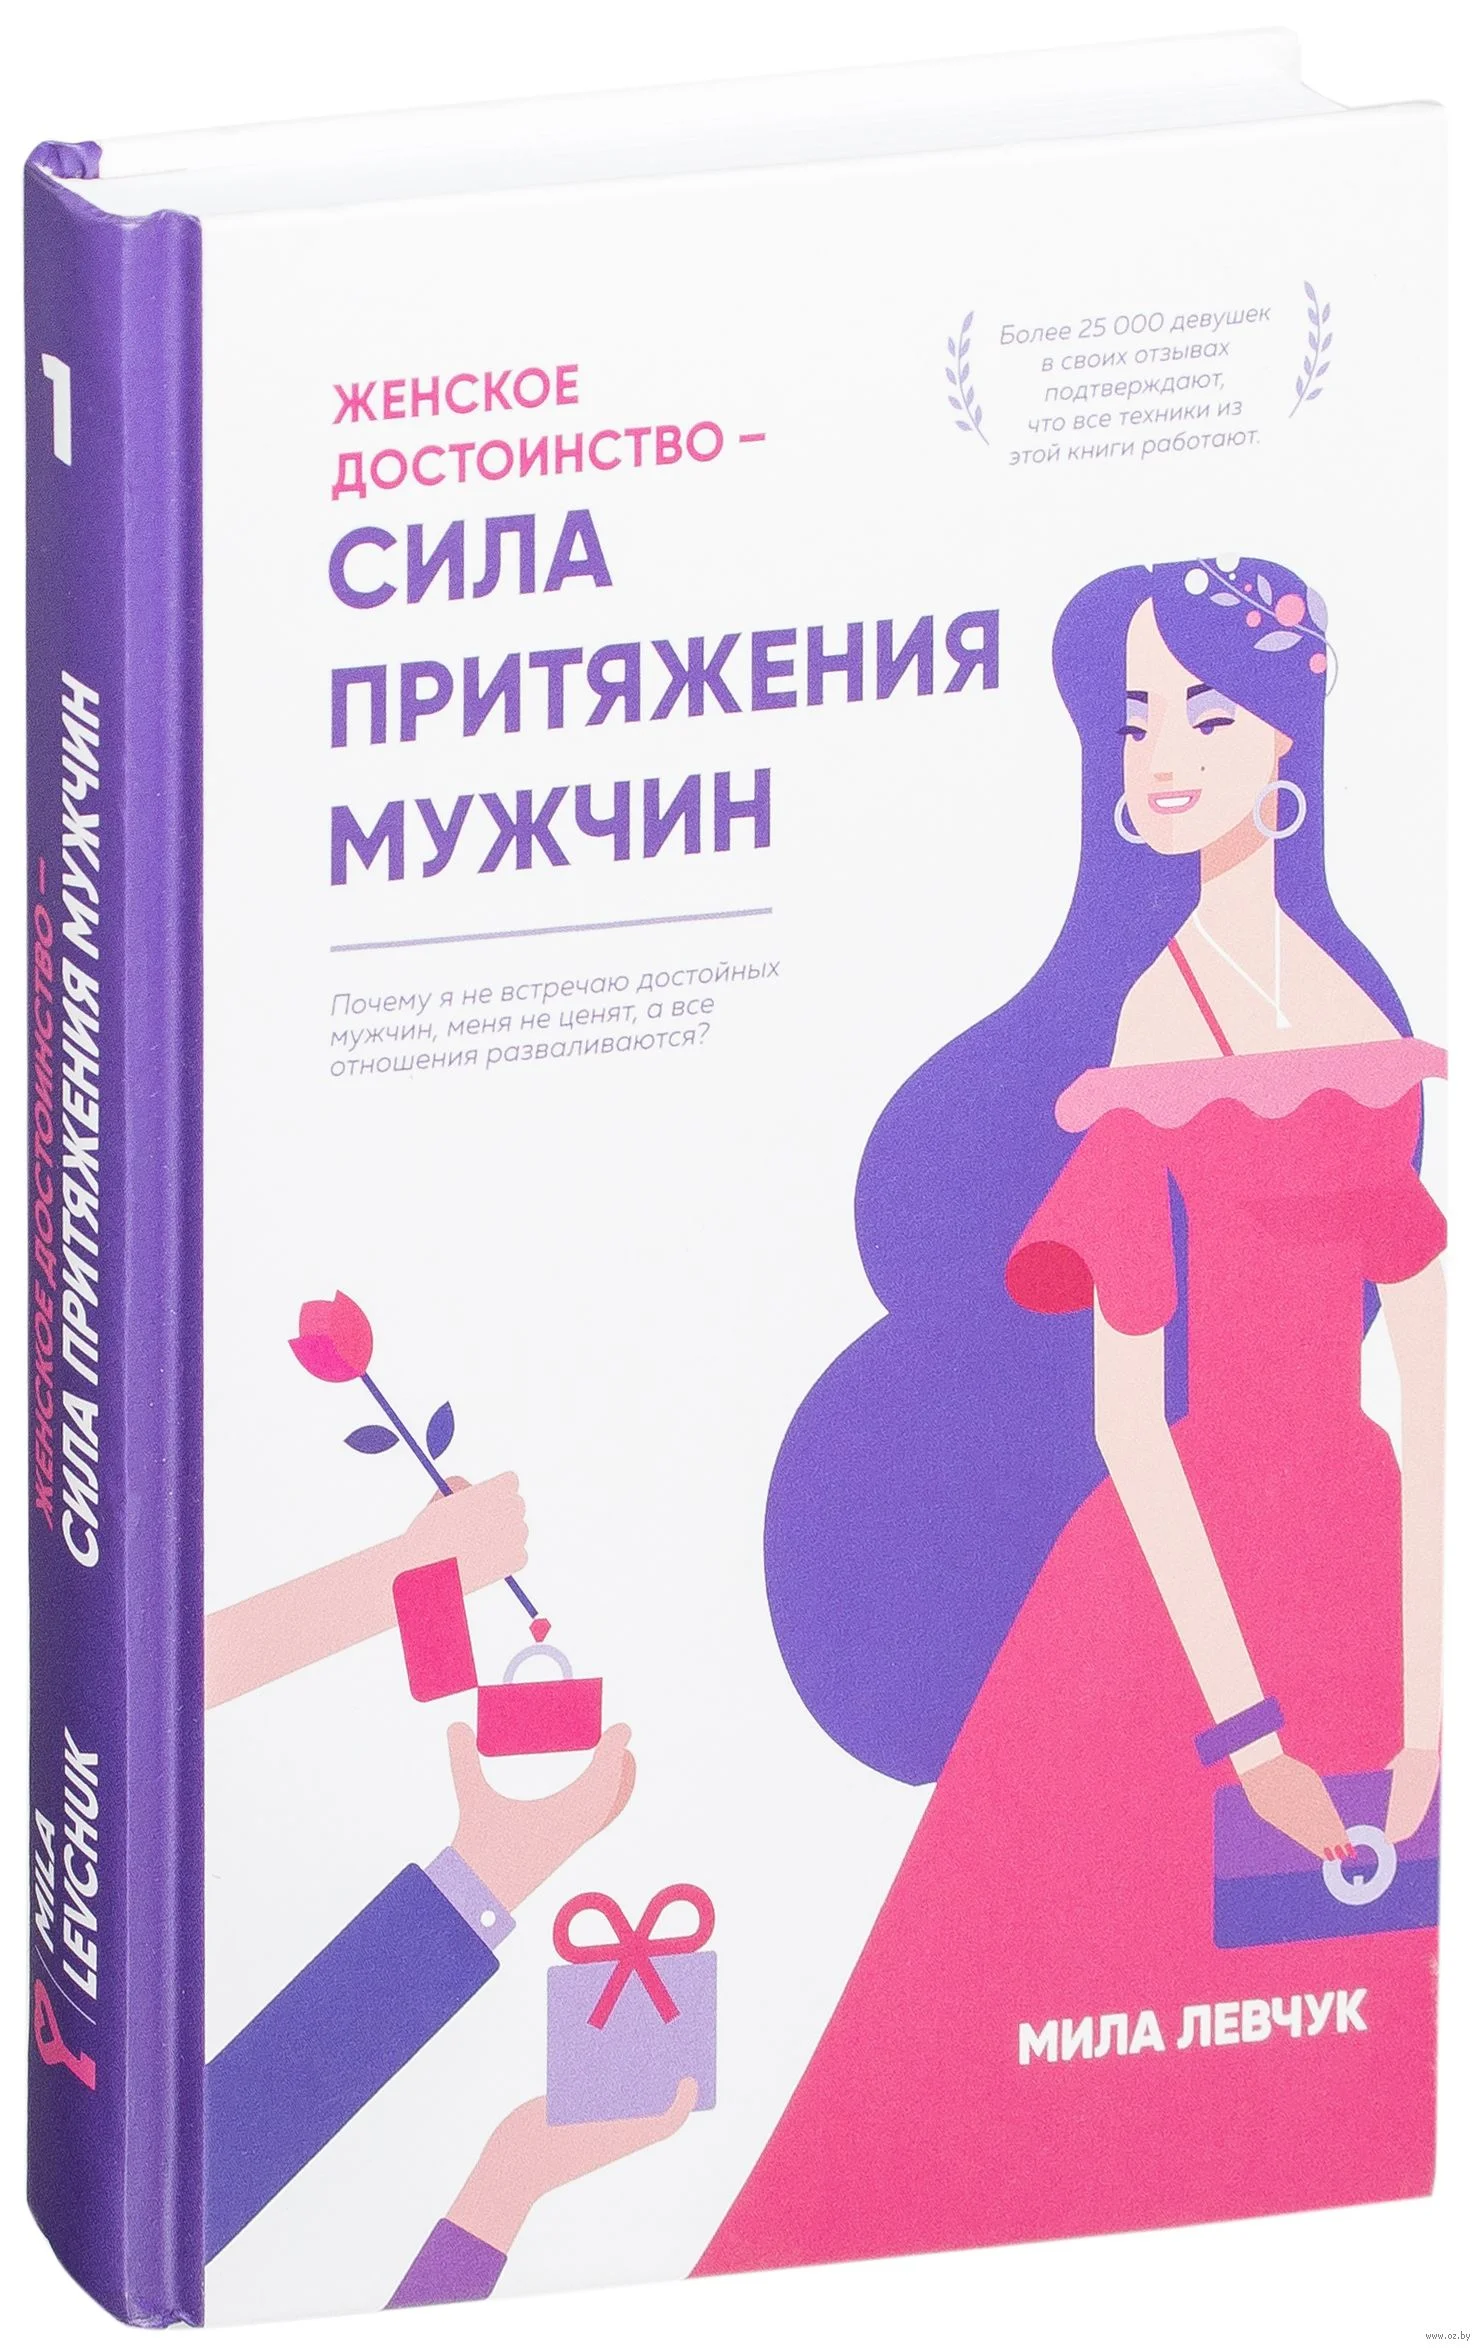 Более 25 000 девушек
в своих отзывах
подтверждают,
что все техники из
этой книги работают.
ЖЕНСКОЕ
ДОСТОИНСТВО –
СИЛА
ПРИТЯЖЕНИЯ
МУЖЧИН
Почему я не встречаю достойных
мужчин, меня не ценят, а все
отношения разваливаются?
МИЛА ЛЕВЧУК
1
ЖЕНСКОЕ ДОСТОИНСТВО –
СИЛА ПРИТЯЖЕНИЯ МУЖЧИН
MILA
LEVCHUK
www.oz.by